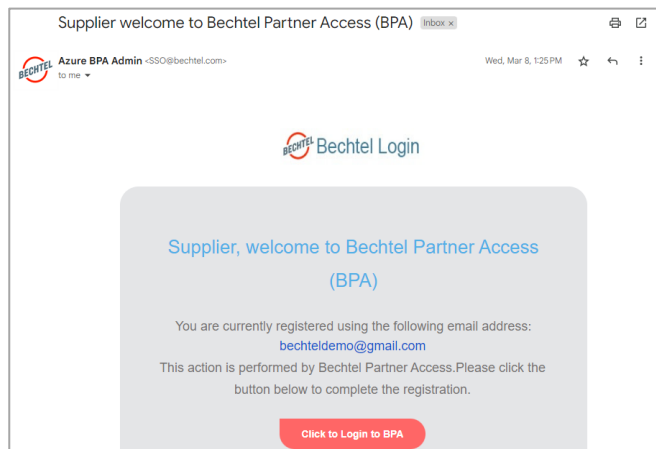 Supplier welcome to Bechtel Partner Access (BPA) Inbox x
BECHTEL
Azure BPA Admin <SSO@bechtel.com>
Wed, Mar 8, 1:25 PM
to me
BECHTEL Bechtel Login
Supplier, welcome to Bechtel Partner Access
(BPA)
You are currently registered using the following email address:
bechteldemo@gmail.com
This action is performed by Bechtel Partner Access.Please click the
button below to complete the registration.
Click to Login to BPA